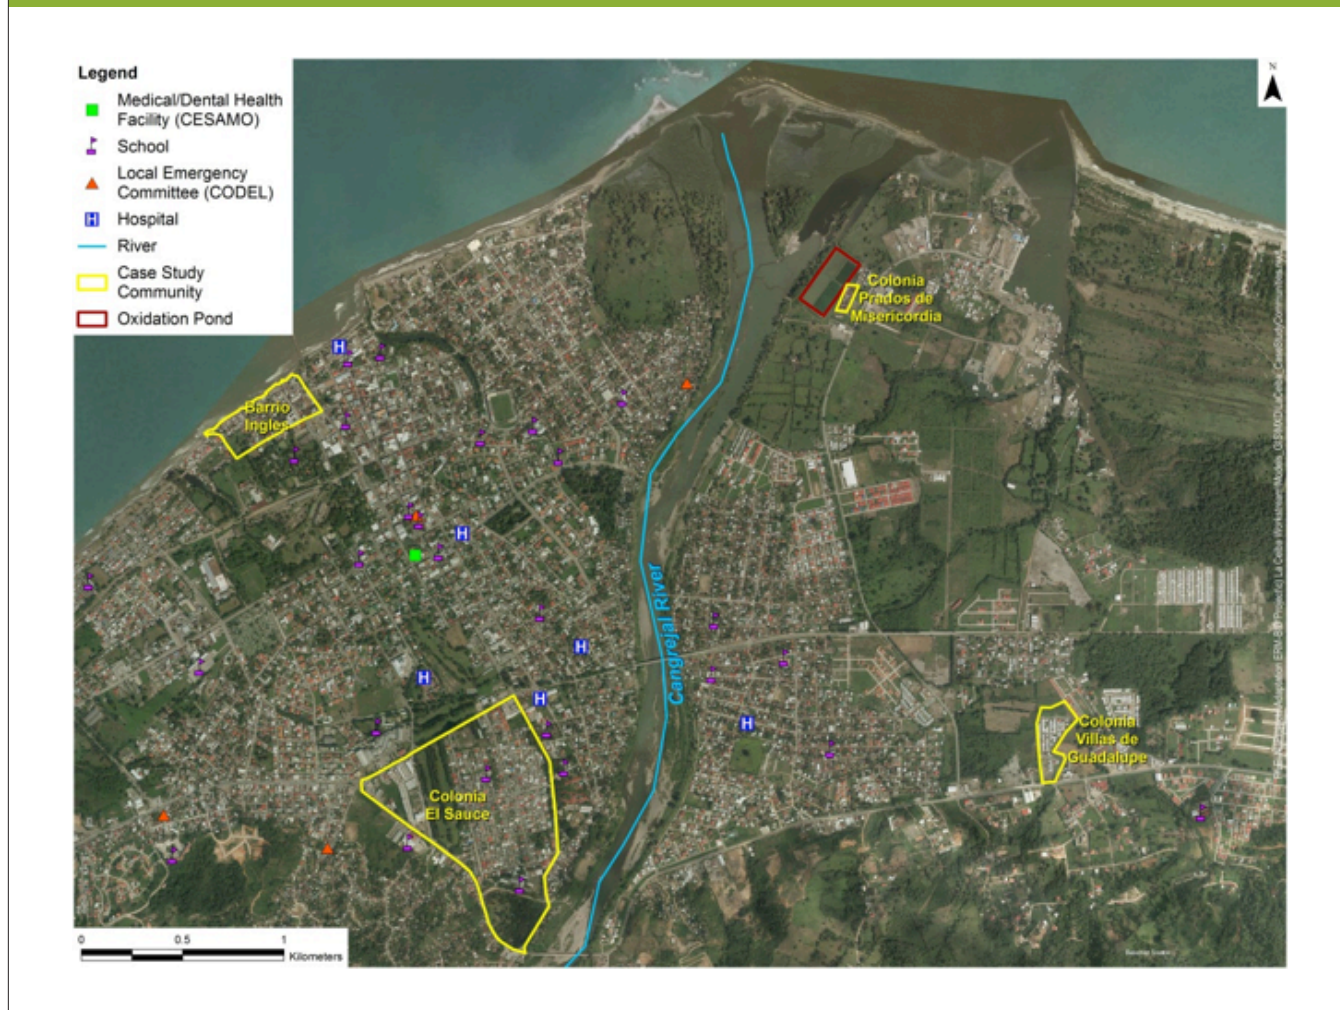 Legend
Medical/Dental Health
Facility (CESAMO)
School
Local Emergency
Committee (CODEL)
Hospital
River
Case Study
Community
Oxidation Pond
N
Colonia
Prados de
Misericordia
Barrio
Ingles
H
H
H
H
H
H
Cangrejal River
Colonia
Villas de
Guadalupe
Colonia
El Sauce
0 0.5 1
Kilometers